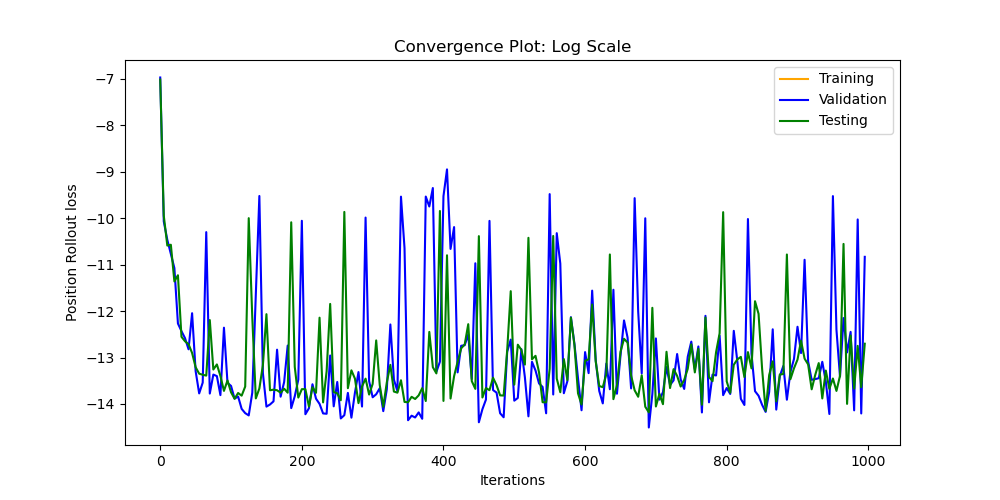 Convergence Plot: Log Scale
Training
Validation
Testing
Position Rollout loss
−7
−8
−9
−10
−11
−12
−13
−14
0
200
400
600
800
1000
Iterations